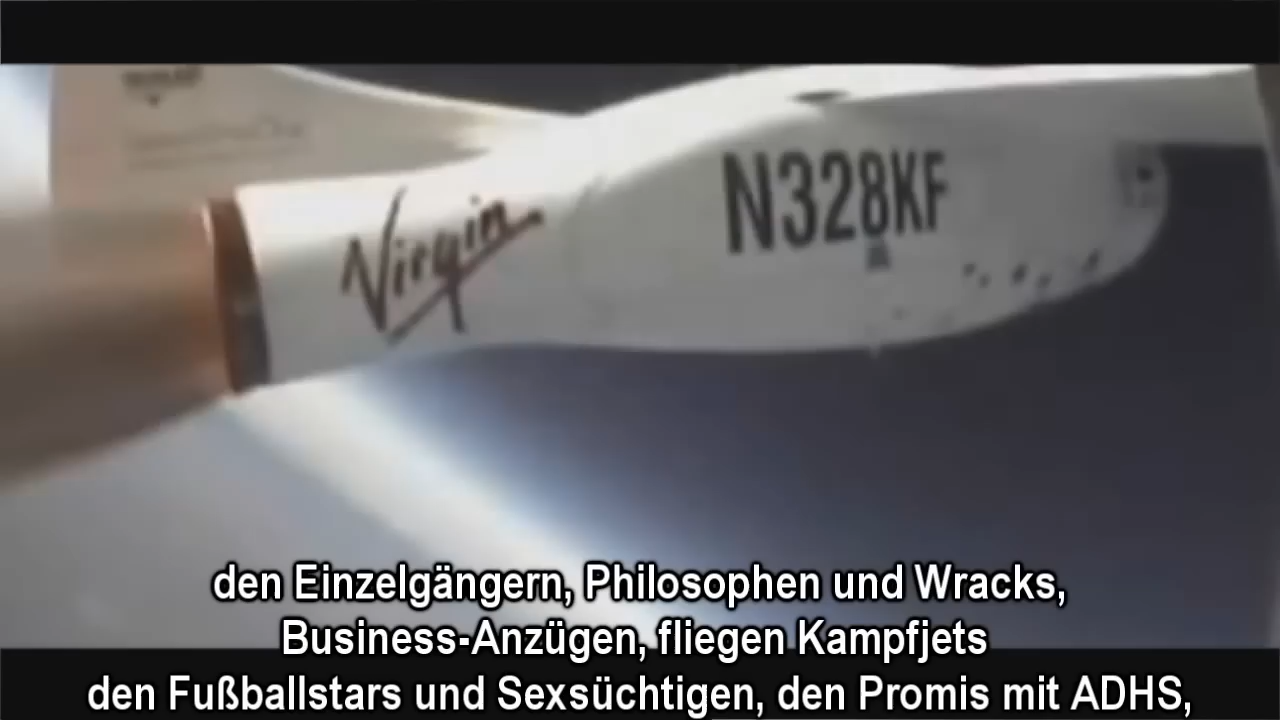 Virgin
N328KF
den Einzelgängern, Philosophen und Wracks,
Business-Anzügen, fliegen Kampfjets
den Fußballstars und Sexsüchtigen, den Promis mit ADHS,